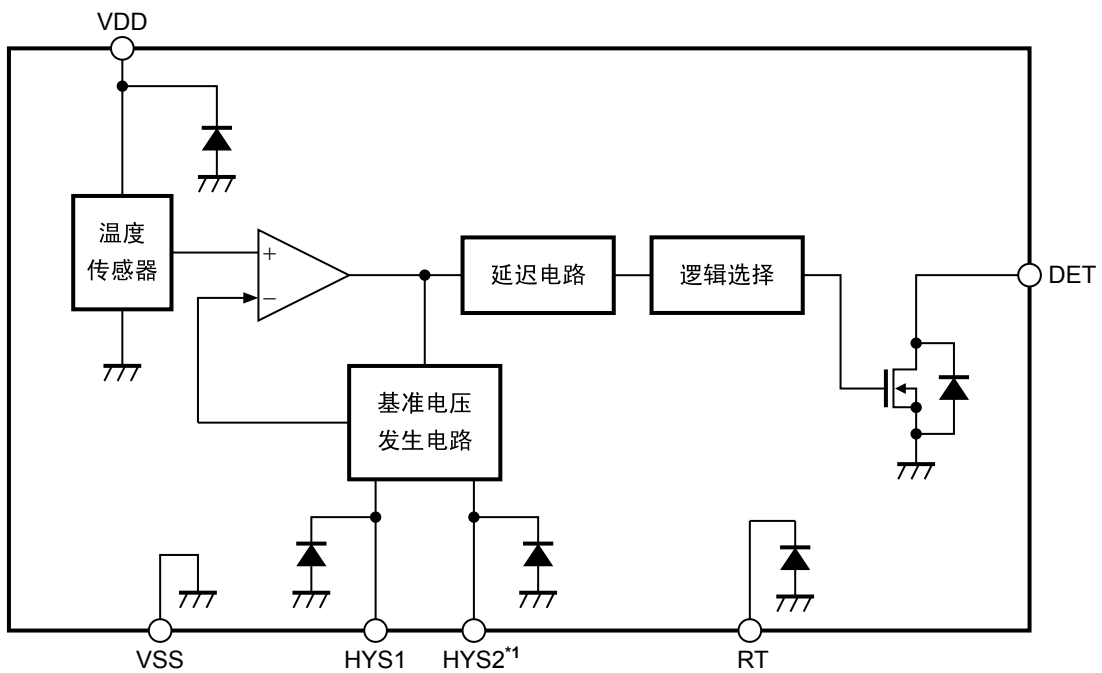 VDD
温度
传感器
+
−
延迟电路
逻辑选择
DET
基准电压
发生电路
VSS
HYS1
HYS2*1
RT